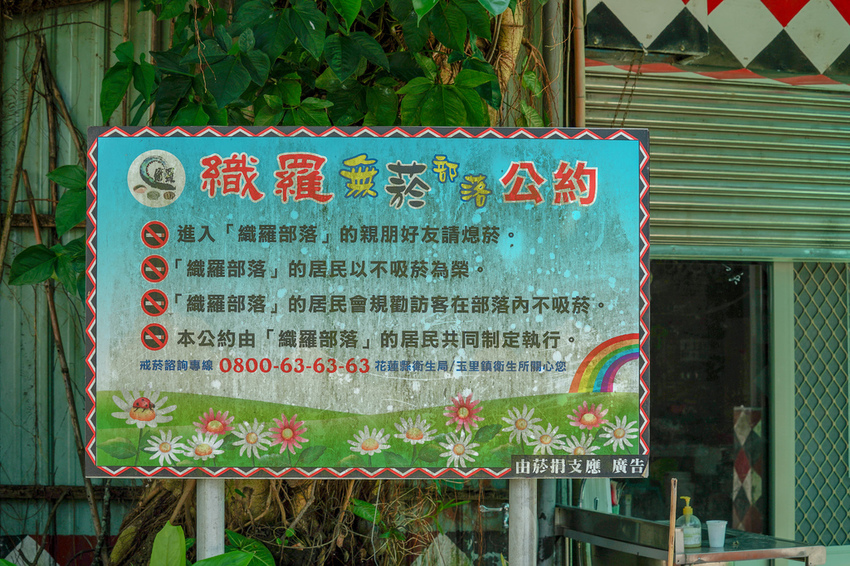 織羅無菸部落公約
進入「織羅部落」的親朋好友請熄菸。
「織羅部落」的居民以不吸菸為榮。
「織羅部落」的居民會規勸訪客在部落內不吸菸。
本公約由「織羅部落」的居民共同制定執行。
戒菸諮詢專線 0800-63-63-63 花蓮縣衛生局/玉里鎮衛生所關心您
由菸捐支應 廣告